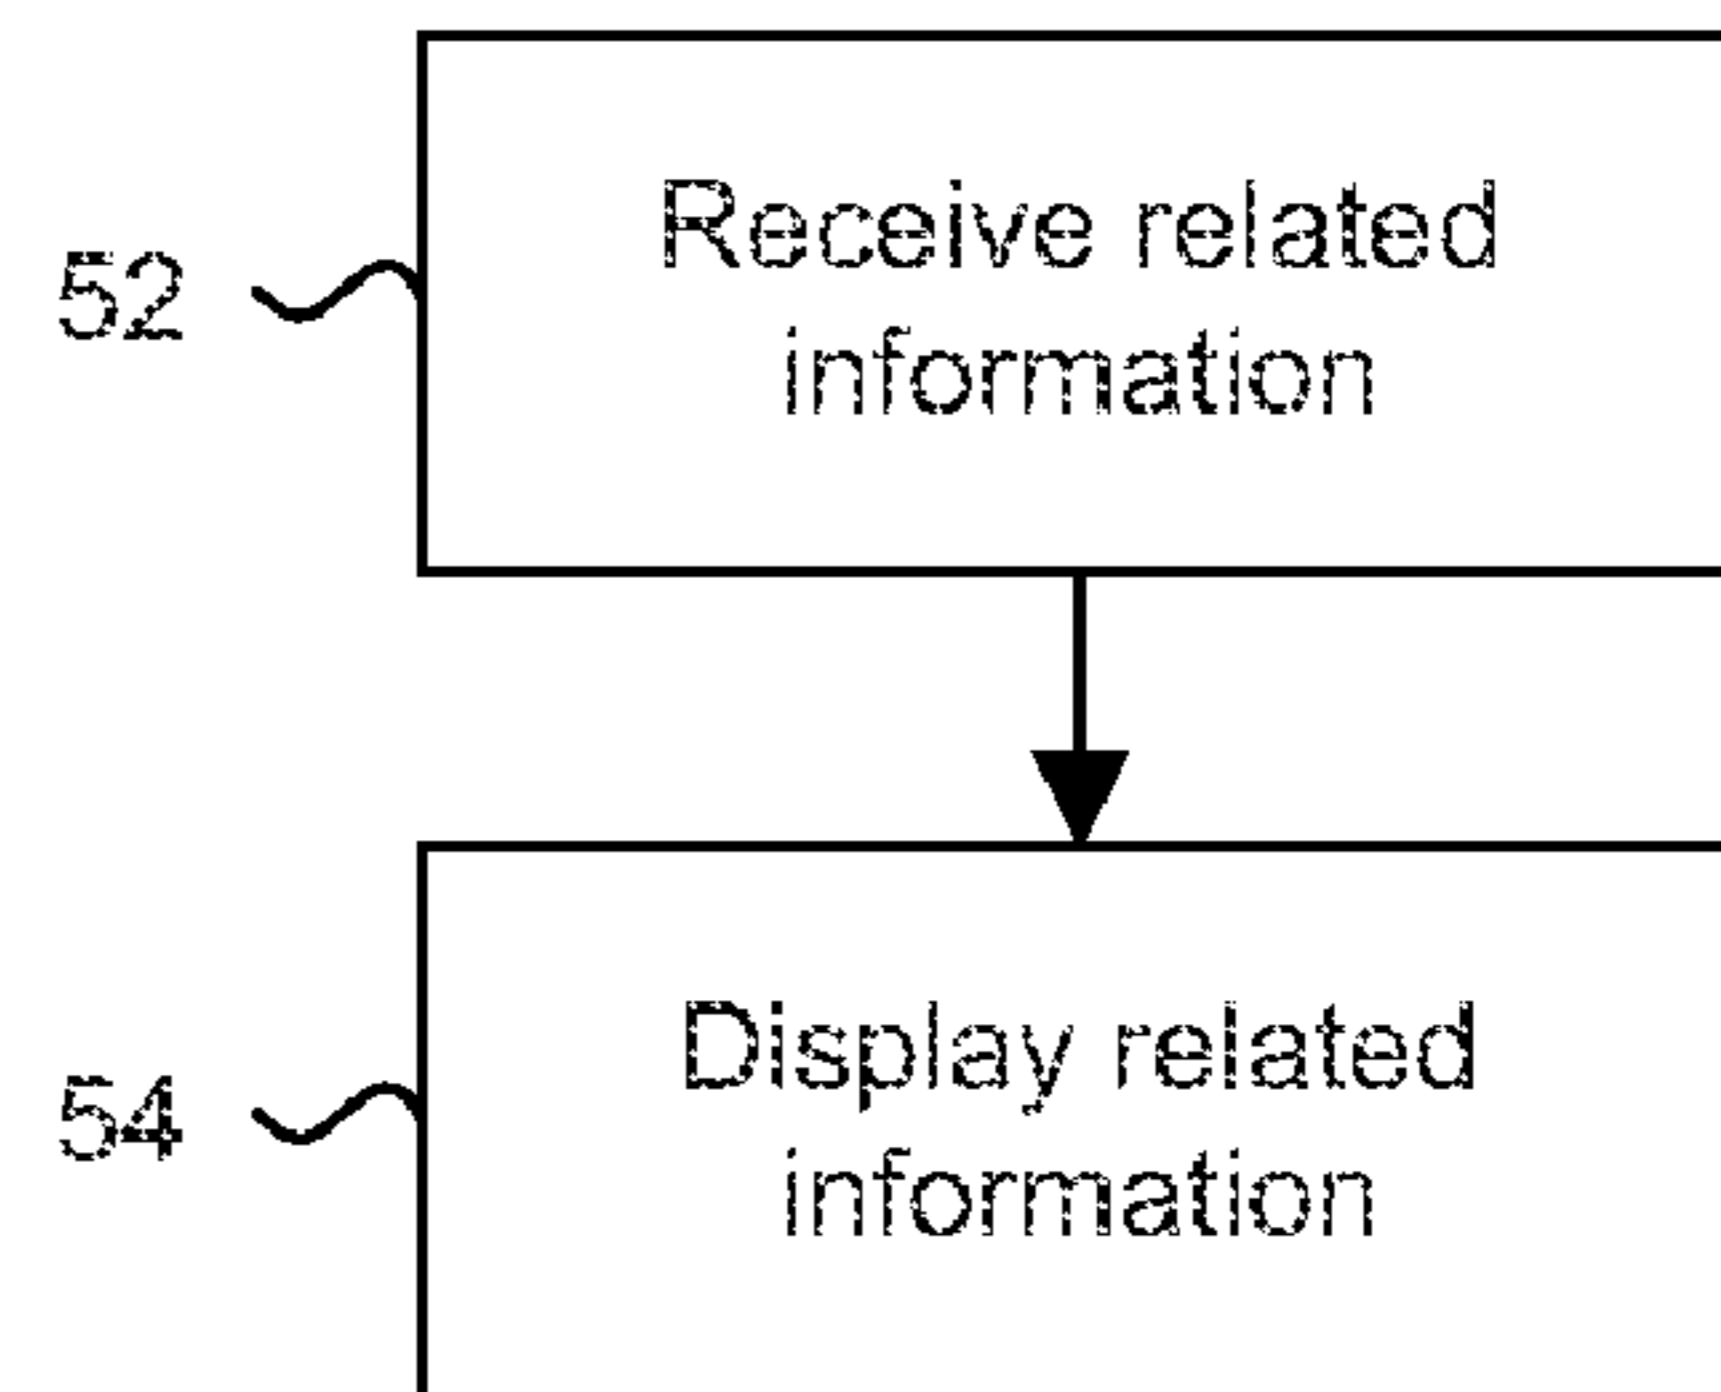 Receive related
information
52
Display related
information
54